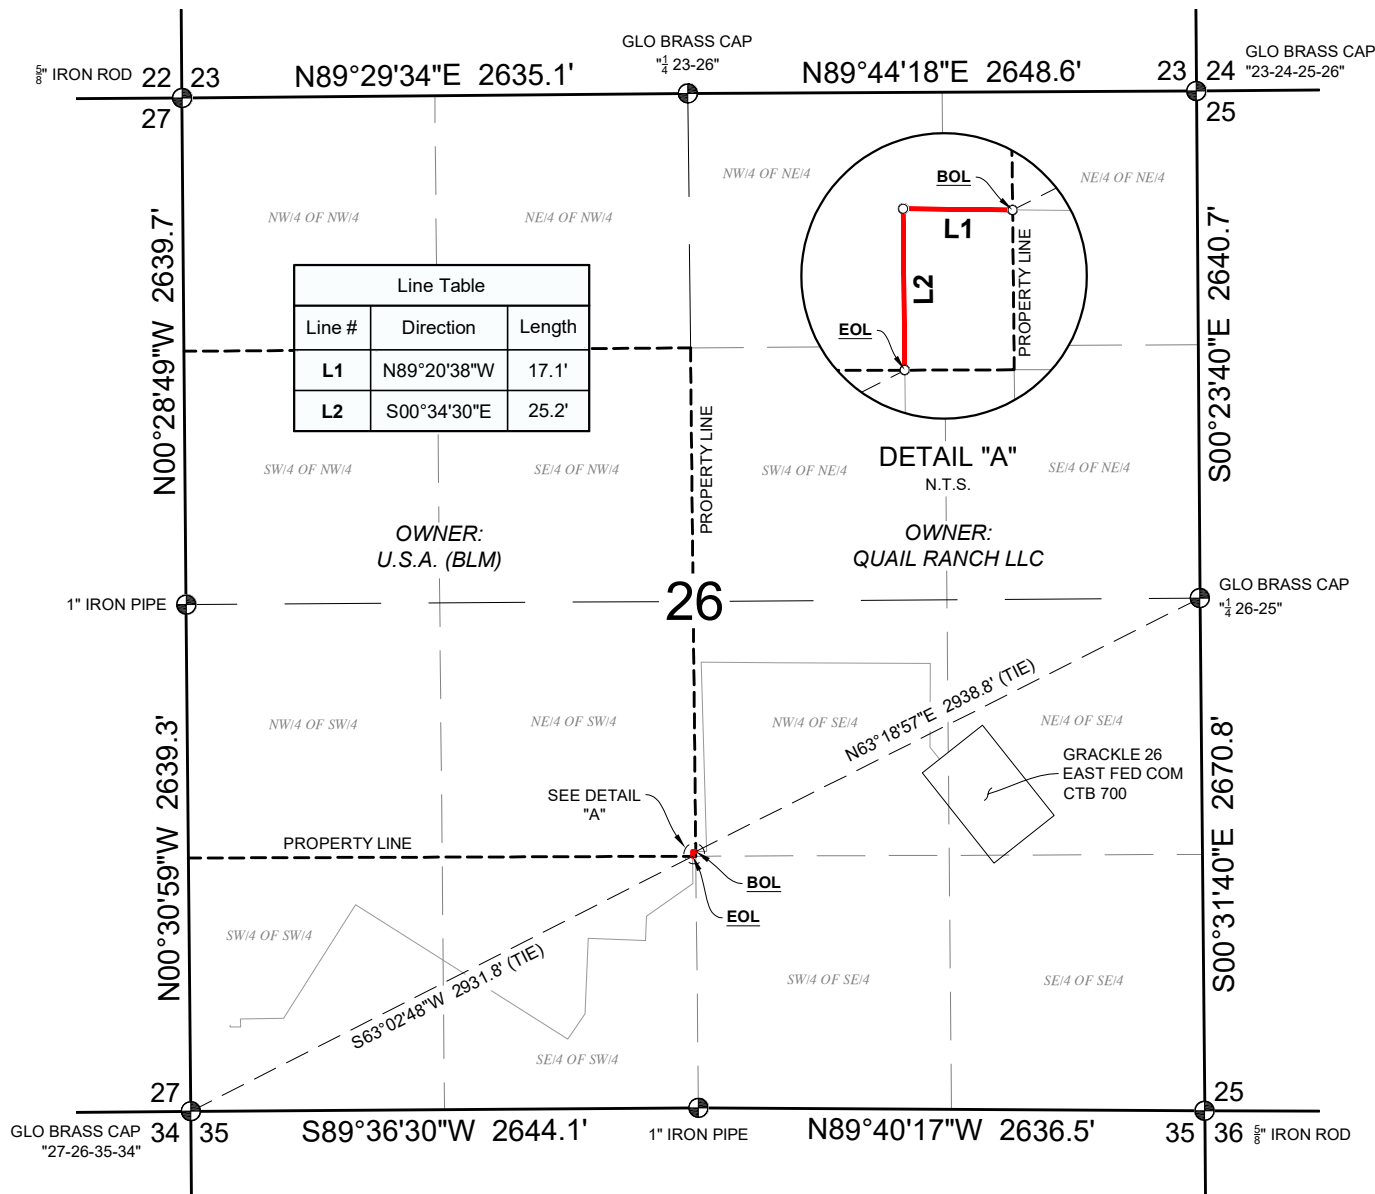 GLO BRASS CAP
"1/4 23-26"
5/8" IRON ROD
22 23
N89°29'34"E 2635.1'
N89°44'18"E 2648.6'
23 24
GLO BRASS CAP
"23-24-25-26"
27
25
NW/4 OF NW/4
NE/4 OF NW/4
NW/4 OF NE/4
NE/4 OF NE/4
BOL
L1
L2
EOL
PROPERTY LINE
DETAIL "A"
N.T.S.
Line Table
Line # Direction Length
L1 N89°20'38"W 17.1'
L2 S00°34'30"E 25.2'
N00°28'49"W 2639.7'
S00°23'40"E 2640.7'
SW/4 OF NW/4
SE/4 OF NW/4
PROPERTY LINE
SW/4 OF NE/4
SE/4 OF NE/4
OWNER:
U.S.A. (BLM)
OWNER:
QUAIL RANCH LLC
1" IRON PIPE
26
GLO BRASS CAP
"1/4 26-25"
N63°18'57"E 2938.8' (TIE)
NW/4 OF SW/4
NE/4 OF SW/4
NW/4 OF SE/4
NE/4 OF SE/4
GRACKLE 26
EAST FED COM
CTB 700
SEE DETAIL
"A"
PROPERTY LINE
BOL
EOL
N00°30'59"W 2639.3'
S00°31'40"E 2670.8'
SW/4 OF SW/4
S63°02'48"W 2931.8' (TIE)
SE/4 OF SW/4
SW/4 OF SE/4
SE/4 OF SE/4
27
25
GLO BRASS CAP
"27-26-35-34"
34 35
S89°36'30"W 2644.1'
1" IRON PIPE
N89°40'17"W 2636.5'
35 36
5/8" IRON ROD